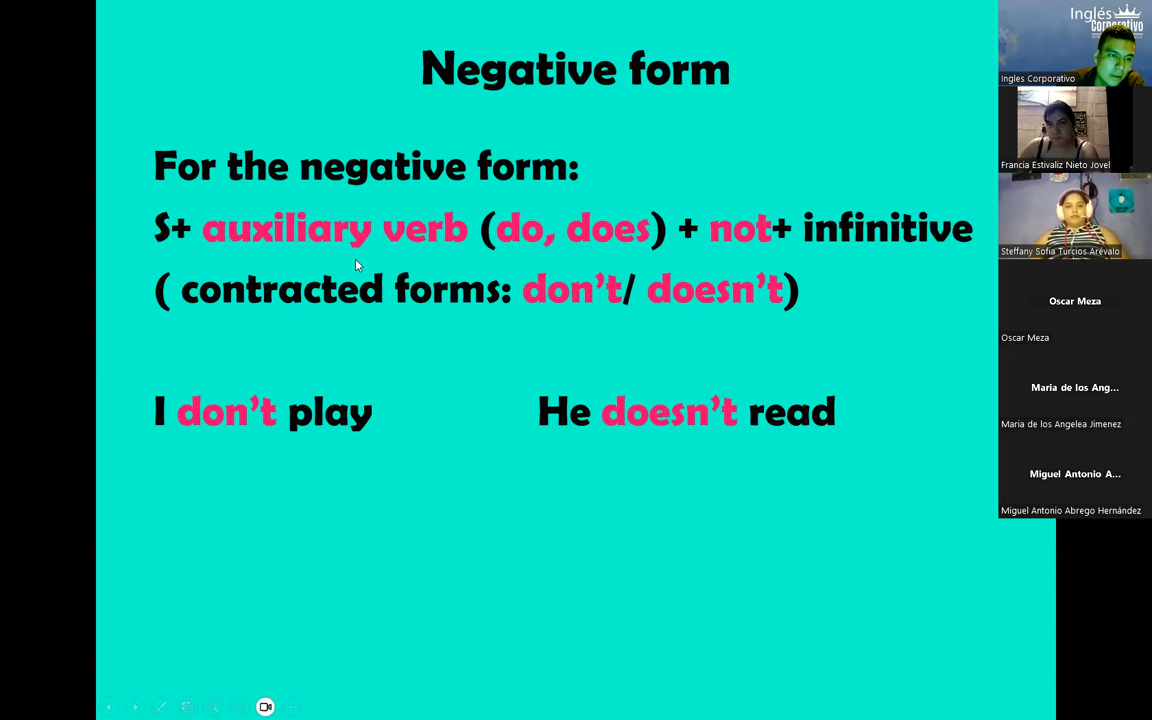 Negative form
For the negative form:
S+ auxiliary verb (do, does) + not+ infinitive
( contracted forms: don't/ doesn't)
I don't play
He doesn't read
Inglés
Corporativo
Ingles Corporativo
Francia Estivaliz Nieto Jovel
Steffany Sofia Turcios Arévalo
Oscar Meza
Oscar Meza
Maria de los Ang...
Maria de los Angelea Jimenez
Miguel Antonio A...
Miguel Antonio Abrego Hernández